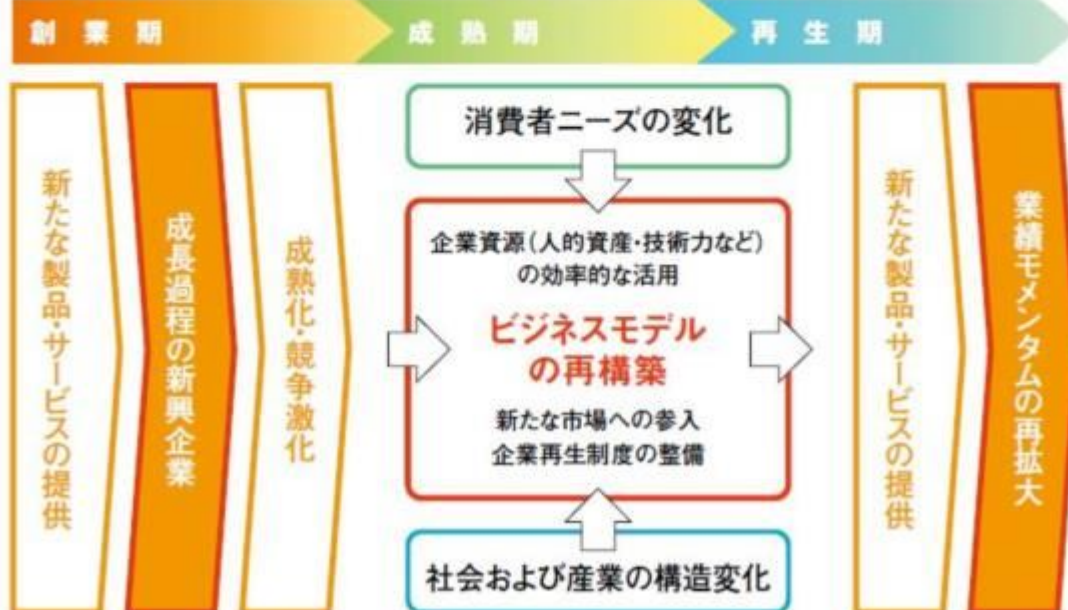 創業期
成熟期
再生期
新たな製品・サービスの提供
成長過程の新興企業
成熟化・競争激化
消費者ニーズの変化
企業資源(人的資産・技術力など)
の効率的な活用
ビジネスモデル
の再構築
新たな市場への参入
企業再生制度の整備
社会および産業の構造変化
新たな製品・サービスの提供
業績モメンタムの再拡大